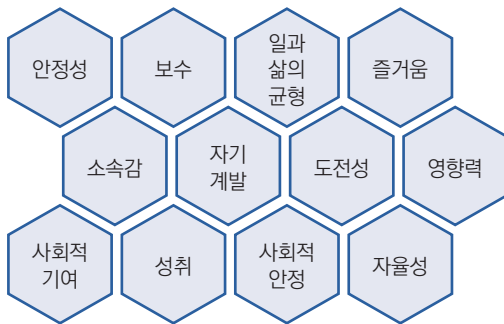 안정성
보수
일과
삶의
균형
즐거움
소속감
자기
계발
도전성
영향력
사회적
기여
성취
사회적
안정
자율성